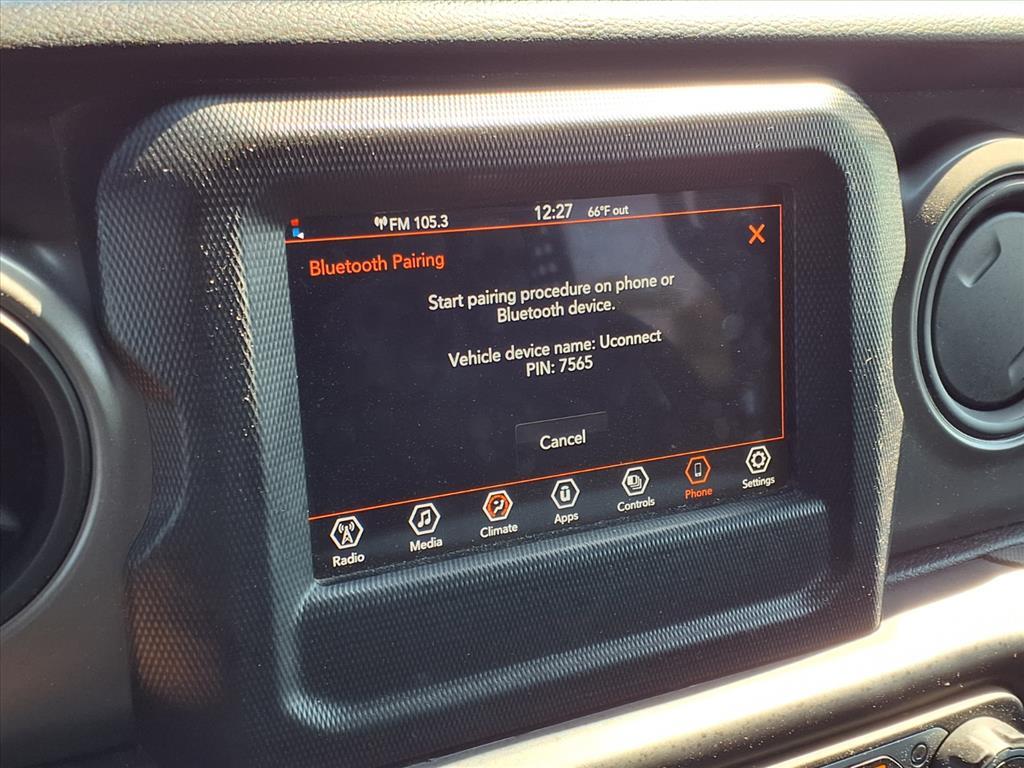 FM 105.3 12:27 66°F out
Bluetooth Pairing
Start pairing procedure on phone or
Bluetooth device.
Vehicle device name: Uconnect
PIN: 7565
Cancel
Radio Media Climate Apps Controls Phone Settings